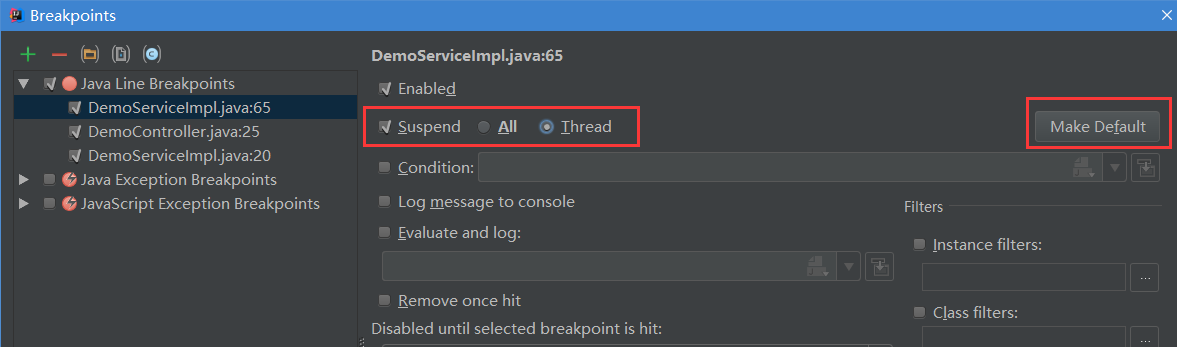 Breakpoints
DemoServiceImpl.java:65
Java Line Breakpoints
Enabled
DemoServiceImpl.java:65
Suspend All Thread
Make Default
DemoController.java:25
DemoServiceImpl.java:20
Condition:
Java Exception Breakpoints
JavaScript Exception Breakpoints
Log message to console
Filters
Evaluate and log:
Instance filters:
...
Remove once hit
Class filters:
Disabled until selected breakpoint is hit:
...